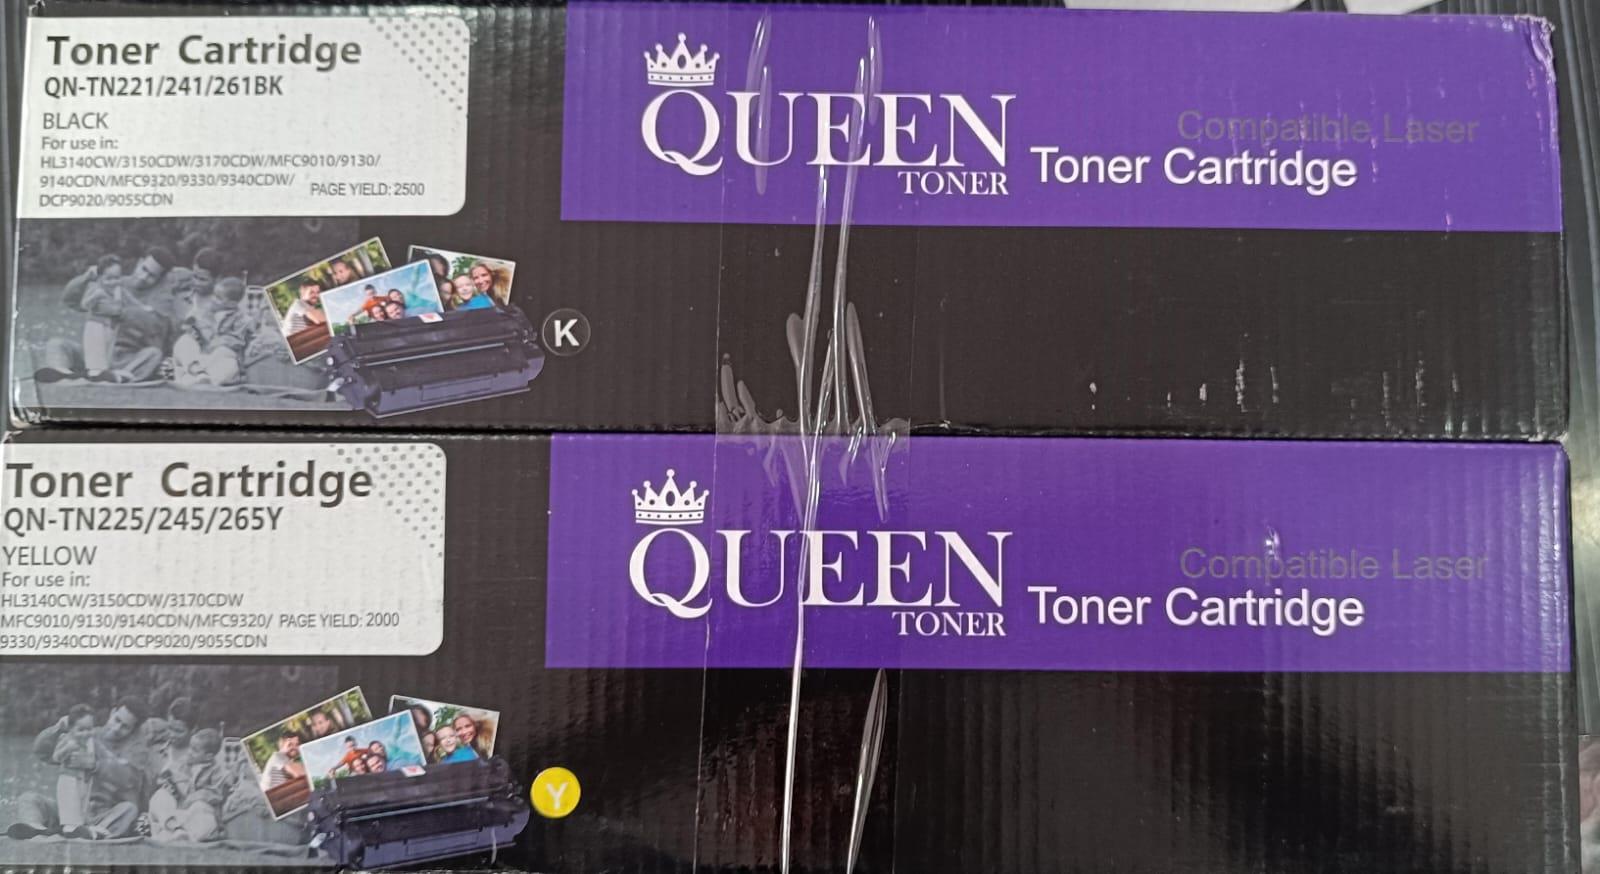 Toner Cartridge
QN-TN221/241/261BK
BLACK
For use in:
HL3140CW/3150CDW/3170CDW/MFC9010/9130/
9140CDN/MFC9320/9330/9340CDW/ PAGE YIELD: 2500
DCP9020/9055CDN
K
QUEEN
TONER
Compatible Laser
Toner Cartridge
Toner Cartridge
QN-TN225/245/265Y
YELLOW
For use in:
HL3140CW/3150CDW/3170CDW
MFC9010/9130/9140CDN/MFC9320/ PAGE YIELD: 2000
9330/9340CDW/DCP9020/9055CDN
Y
QUEEN
TONER
Compatible Laser
Toner Cartridge